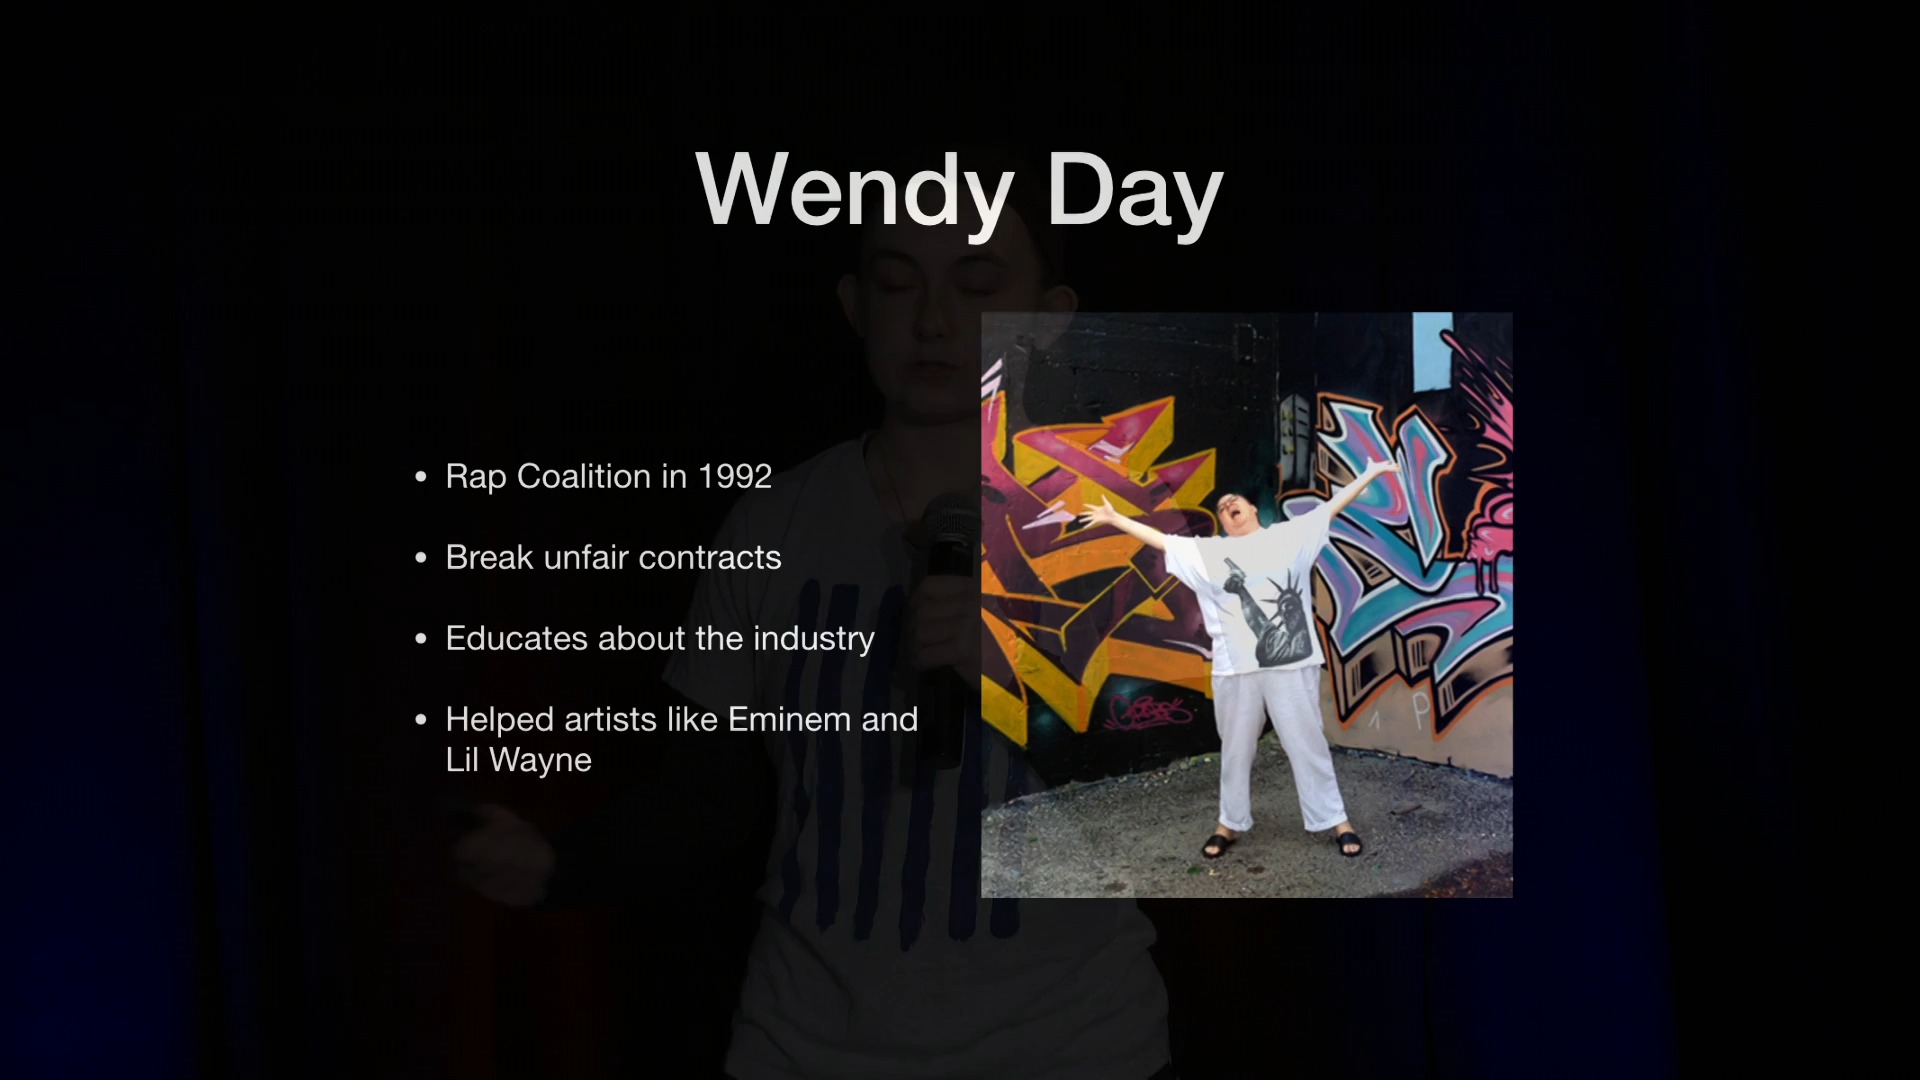 Wendy Day
• Rap Coalition in 1992
• Break unfair contracts
• Educates about the industry
• Helped artists like Eminem and
Lil Wayne